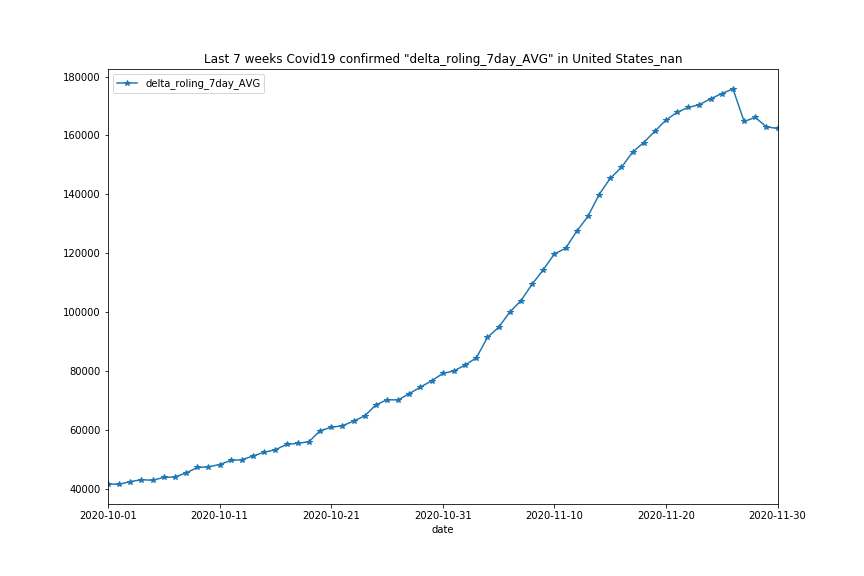 Last 7 weeks Covid19 confirmed "delta_roling_7day_AVG" in United States_nan
delta_roling_7day_AVG
180000
160000
140000
120000
100000
80000
60000
40000
2020-10-01 2020-10-11 2020-10-21 2020-10-31 2020-11-10 2020-11-20 2020-11-30
date